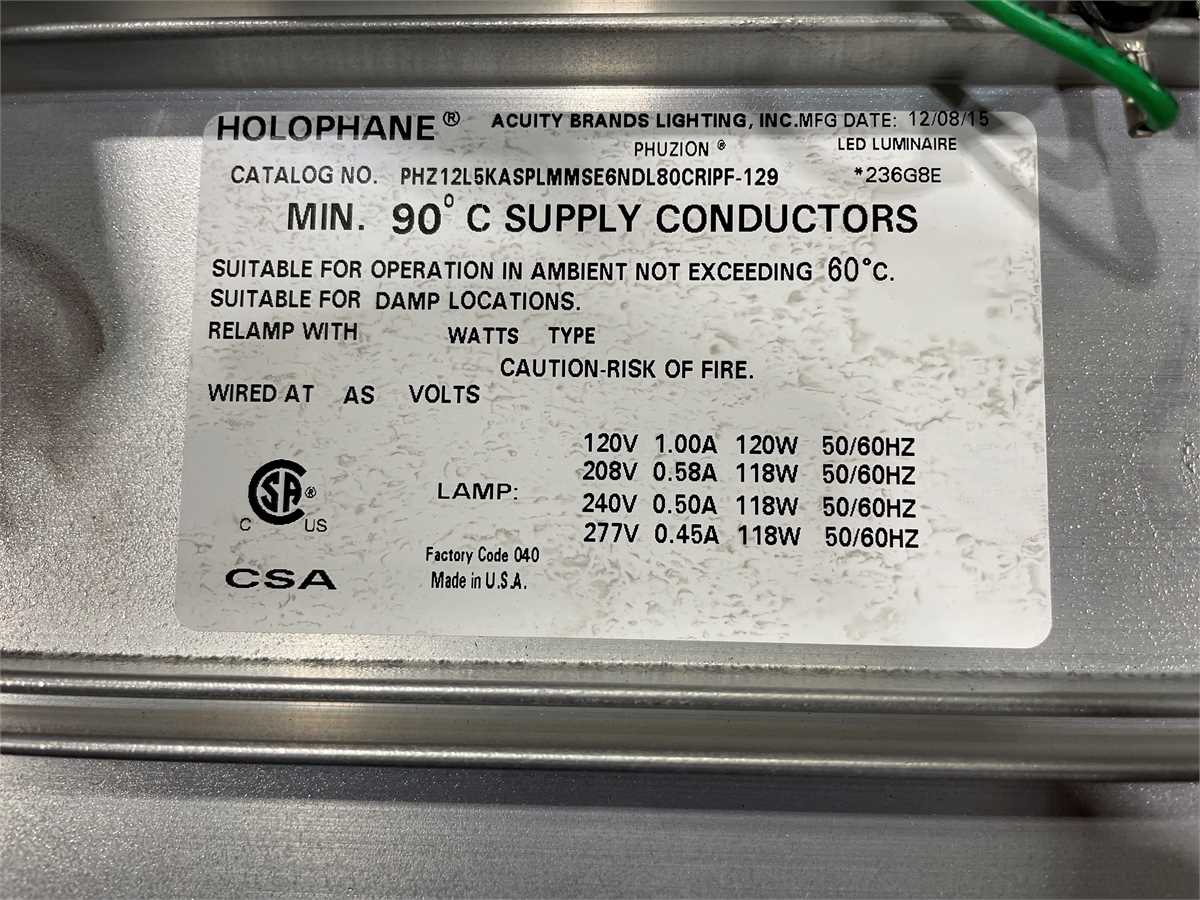 HOLOPHANE® ACUITY BRANDS LIGHTING, INC. MFG DATE: 12/08/15
PHUZION ® LED LUMINAIRE
CATALOG NO. PHZ12L5KASPLMMSE6NDL80CRIPF-129 *236G8E
MIN. 90° C SUPPLY CONDUCTORS
SUITABLE FOR OPERATION IN AMBIENT NOT EXCEEDING 60°C.
SUITABLE FOR DAMP LOCATIONS.
RELAMP WITH WATTS TYPE
CAUTION-RISK OF FIRE.
WIRED AT AS VOLTS
120V 1.00A 120W 50/60HZ
208V 0.58A 118W 50/60HZ
LAMP: 240V 0.50A 118W 50/60HZ
277V 0.45A 118W 50/60HZ
SA ®
C US
Factory Code 040
CSA Made in U.S.A.